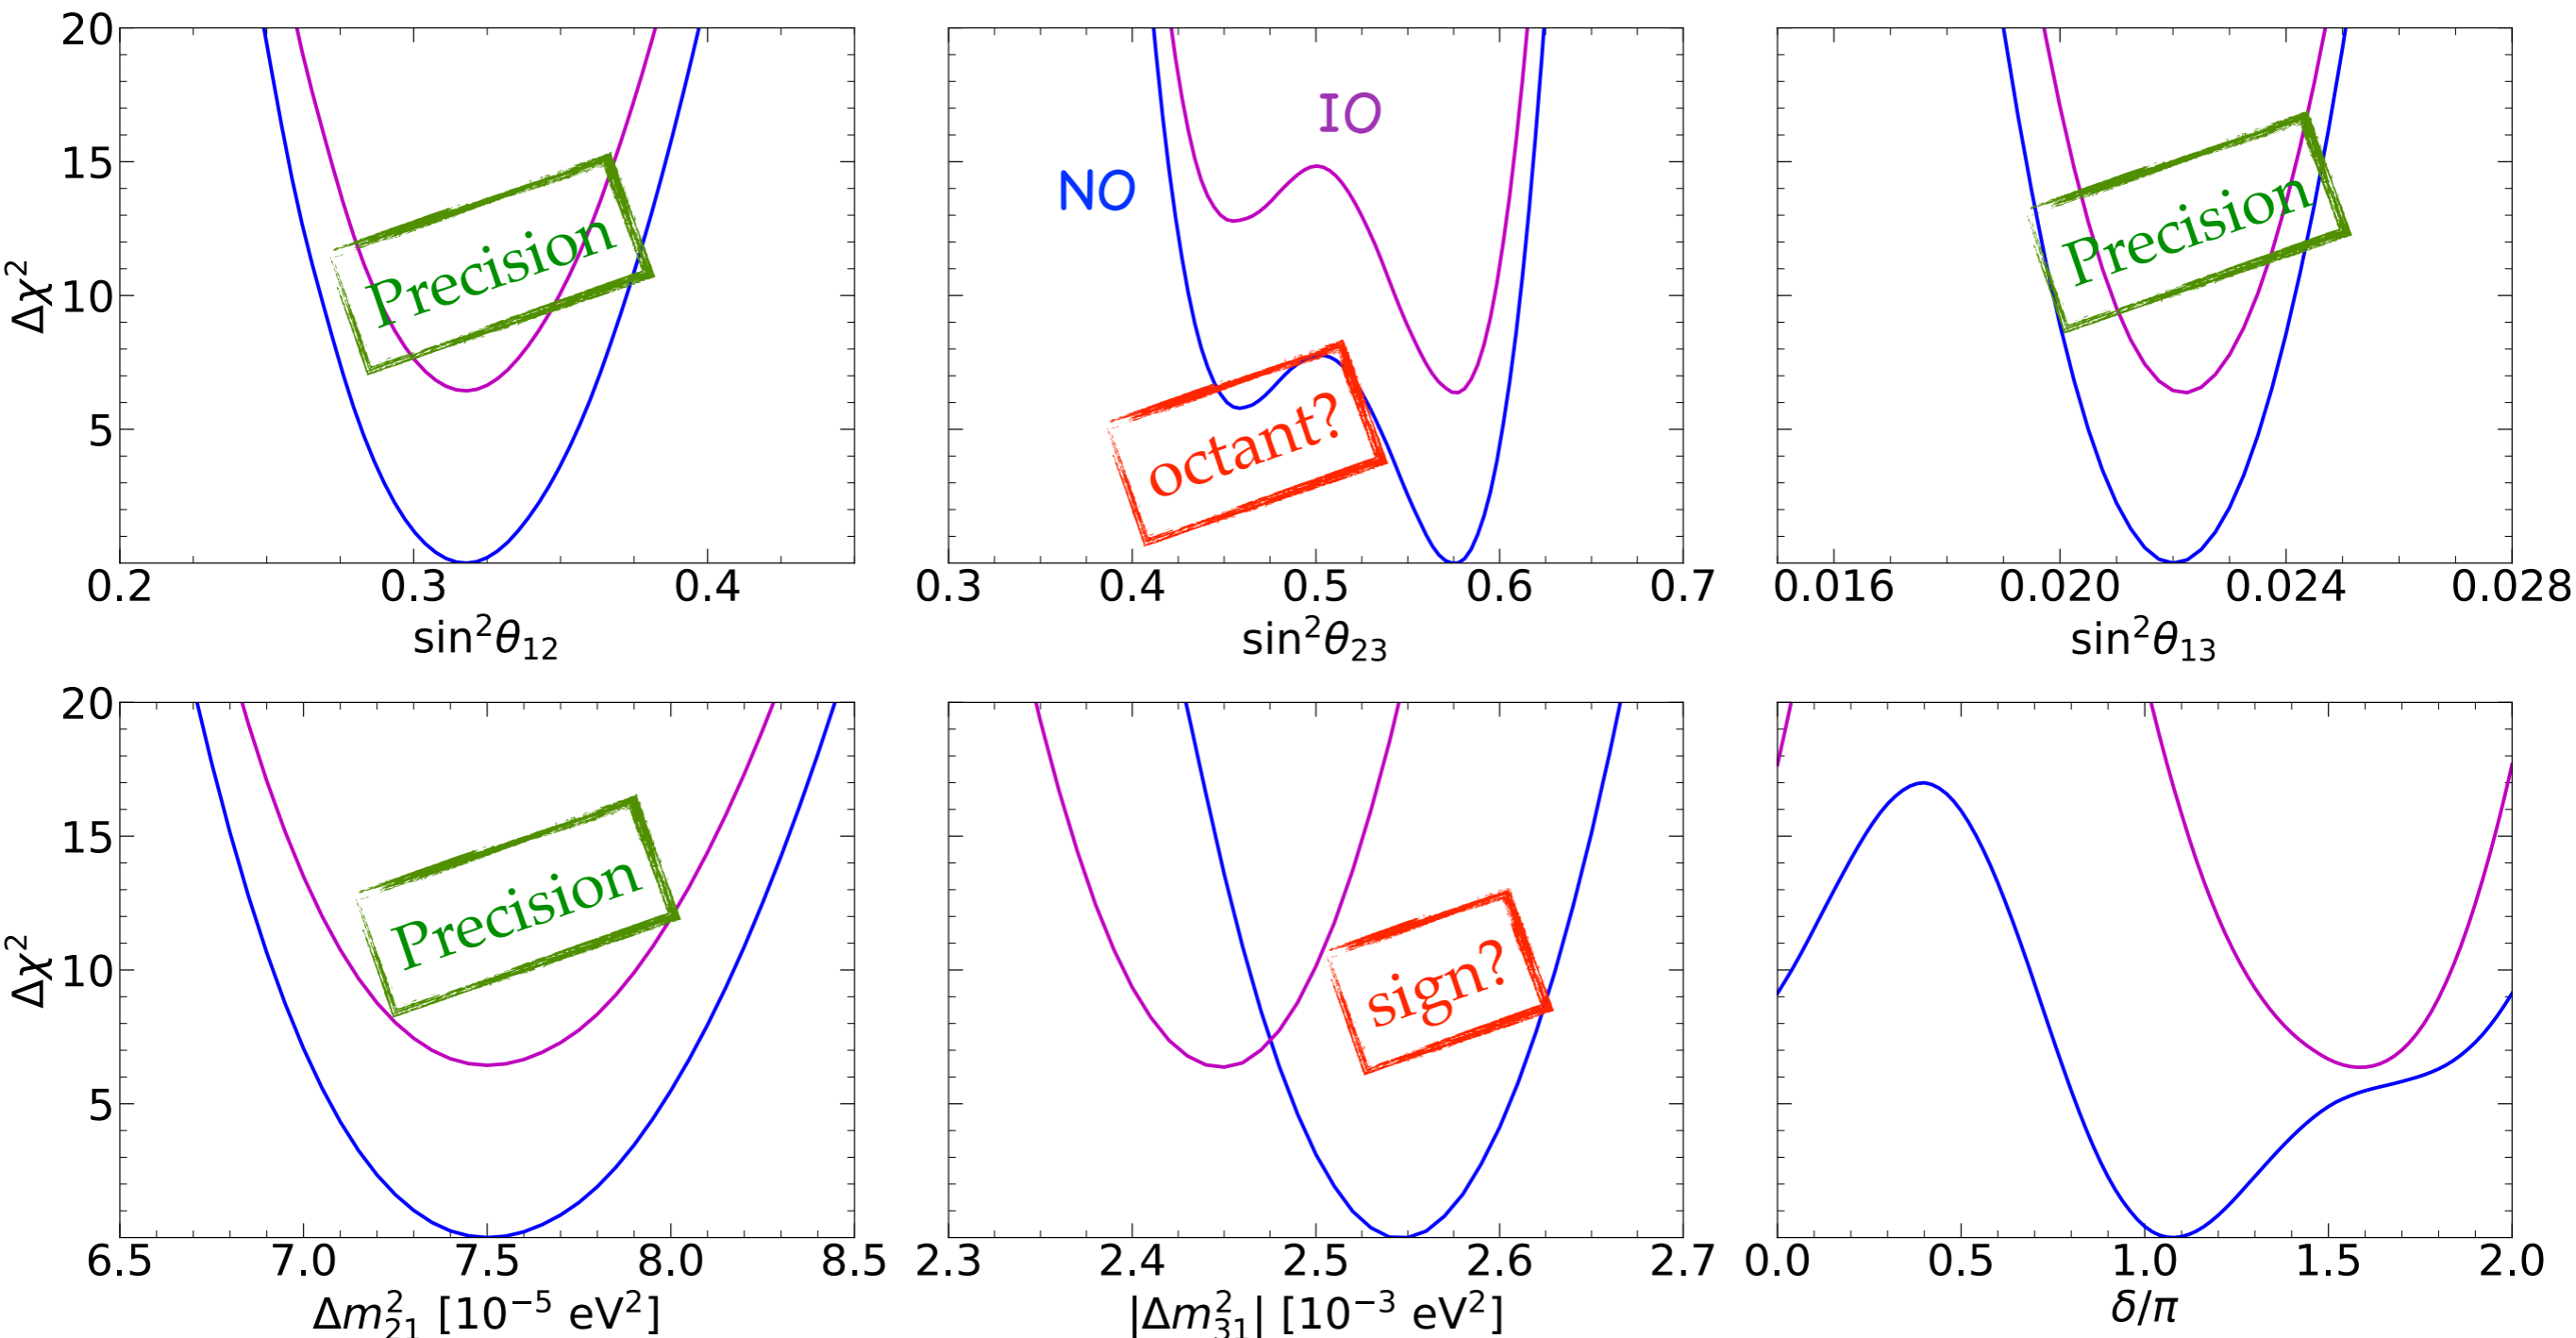 20
15
10
5
Δχ²
0.2 0.3 0.4
sin²θ₁₂
Precision
NO
IO
octant?
0.3 0.4 0.5 0.6 0.7
sin²θ₂₃
Precision
0.016 0.020 0.024 0.028
sin²θ₁₃
20
15
10
5
Δχ²
Precision
6.5 7.0 7.5 8.0 8.5
Δm²₂₁ [10⁻⁵ eV²]
sign?
2.3 2.4 2.5 2.6 2.7
|Δm²₃₁| [10⁻³ eV²]
0.0 0.5 1.0 1.5 2.0
δ/π